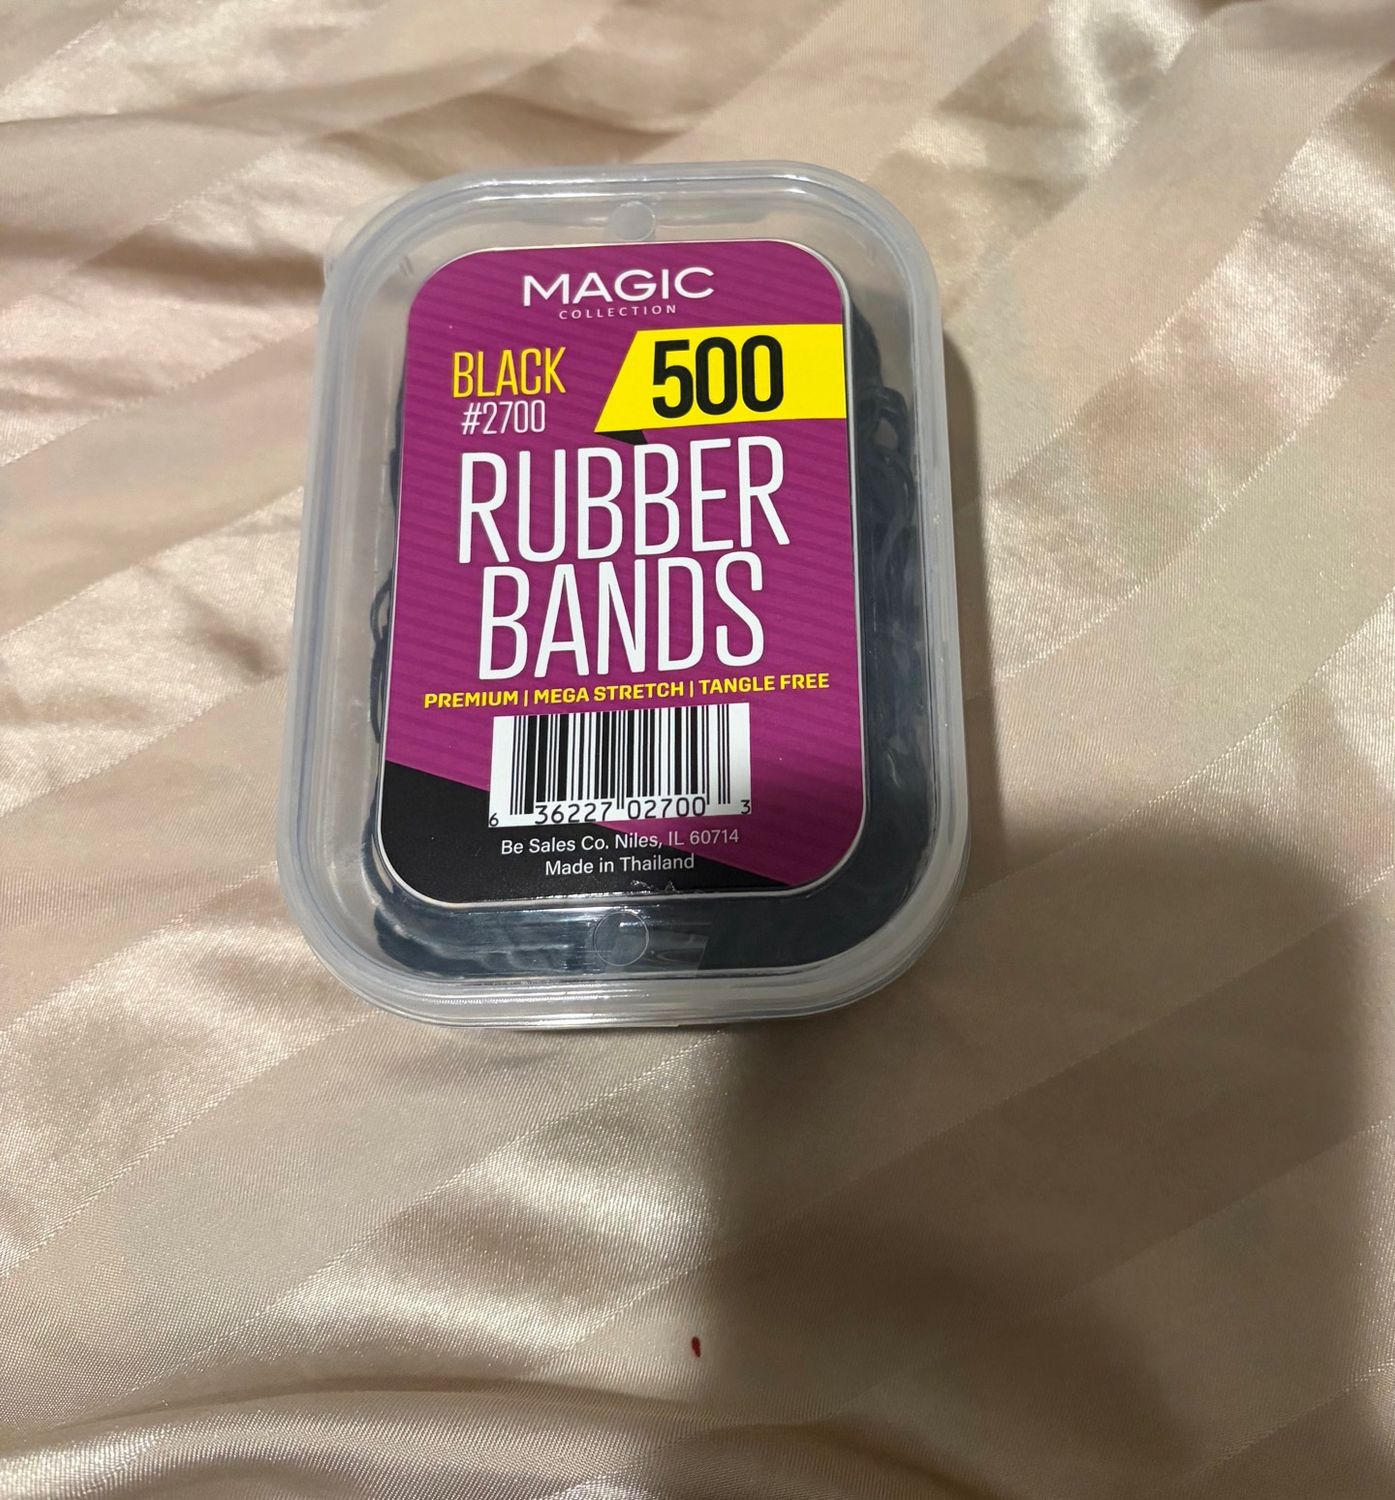 MAGIC
COLLECTION
BLACK
#2700
500
RUBBER
BANDS
PREMIUM | MEGA STRETCH | TANGLE FREE
6 36227 02700 3
Be Sales Co. Niles, IL 60714
Made in Thailand